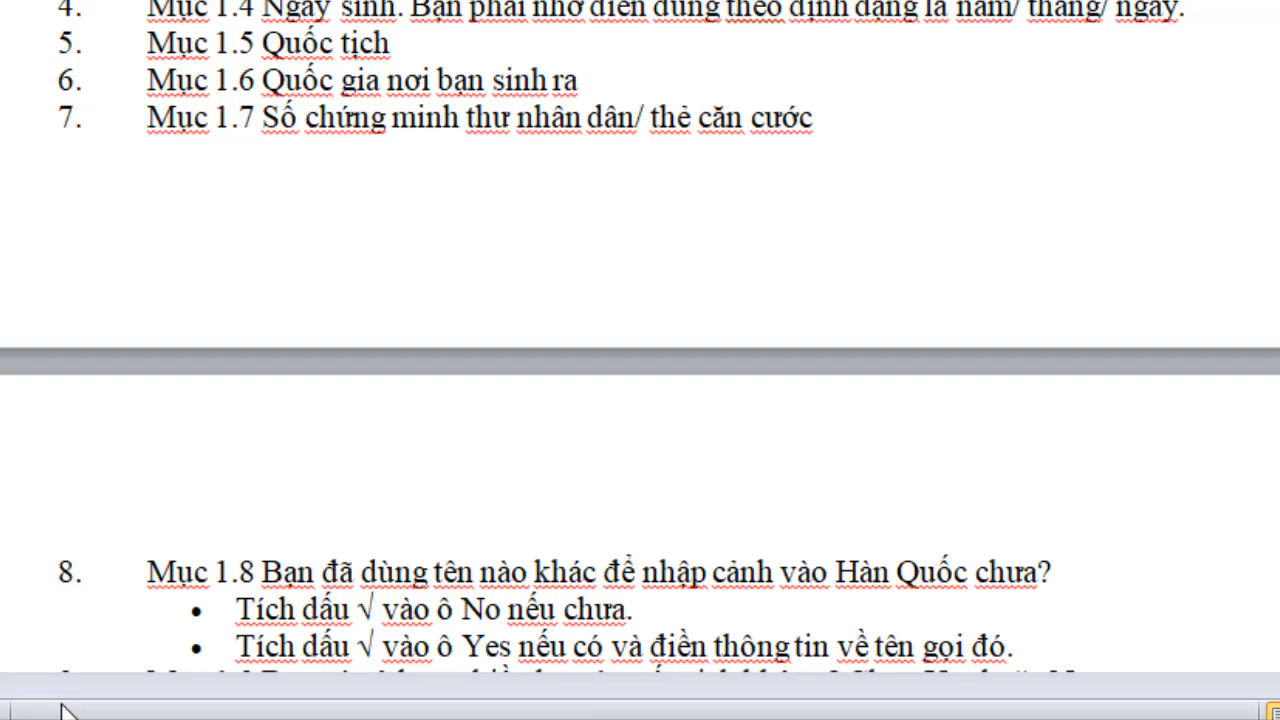 4. Mục 1.4 Ngày sinh. Bạn phải nhớ điền đúng theo định dạng là năm/ tháng/ ngày.
5. Mục 1.5 Quốc tịch
6. Mục 1.6 Quốc gia nơi bạn sinh ra
7. Mục 1.7 Số chứng minh thư nhân dân/ thẻ căn cước
8. Mục 1.8 Bạn đã dùng tên nào khác để nhập cảnh vào Hàn Quốc chưa?
• Tích dấu √ vào ô No nếu chưa.
• Tích dấu √ vào ô Yes nếu có và điền thông tin về tên gọi đó.